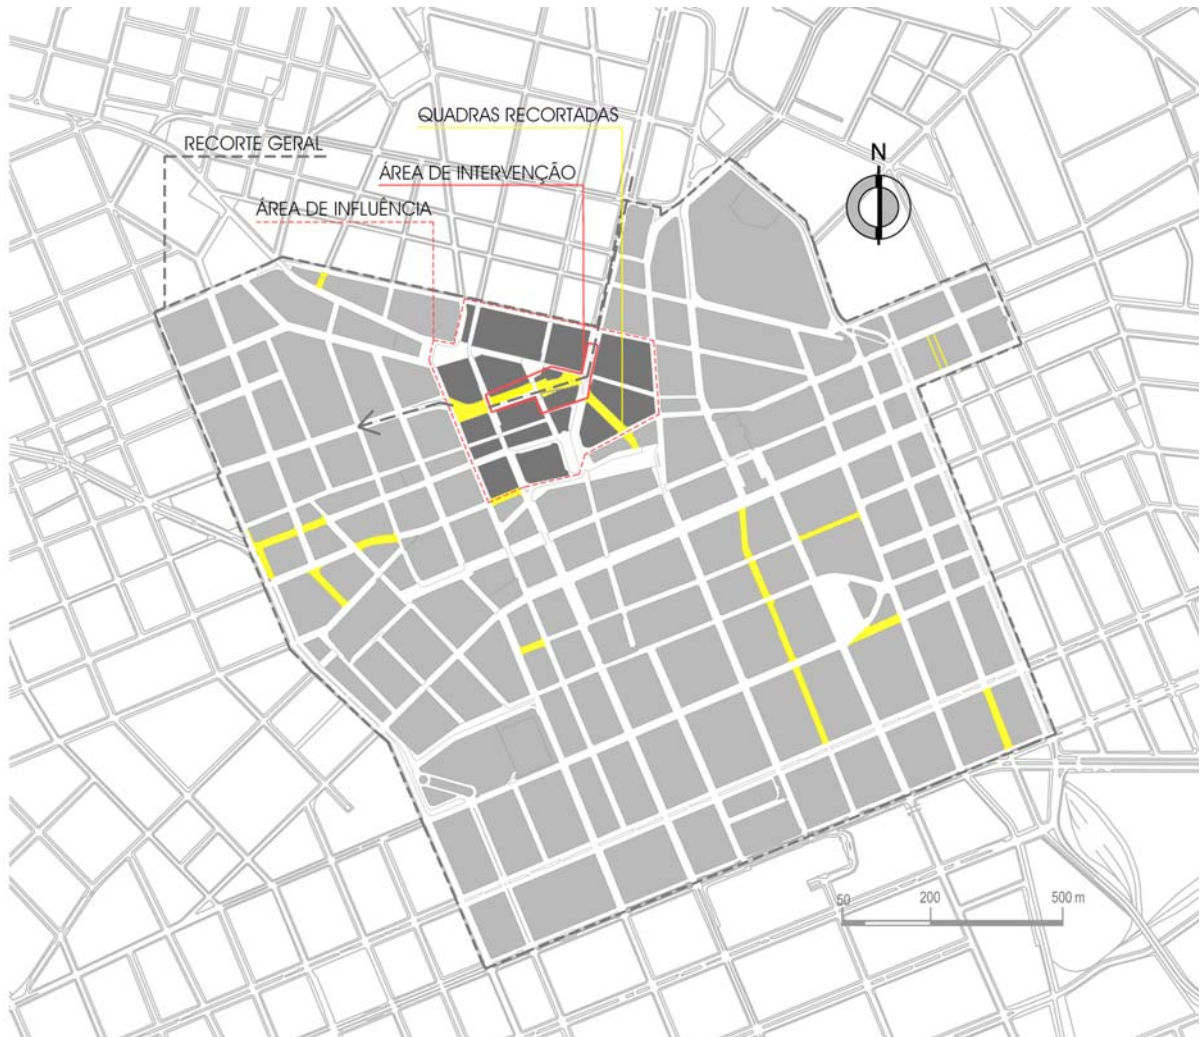 QUADRAS RECORTADAS
RECORTE GERAL
ÁREA DE INTERVENÇÃO
ÁREA DE INFLUÊNCIA
N
50 200 500 m